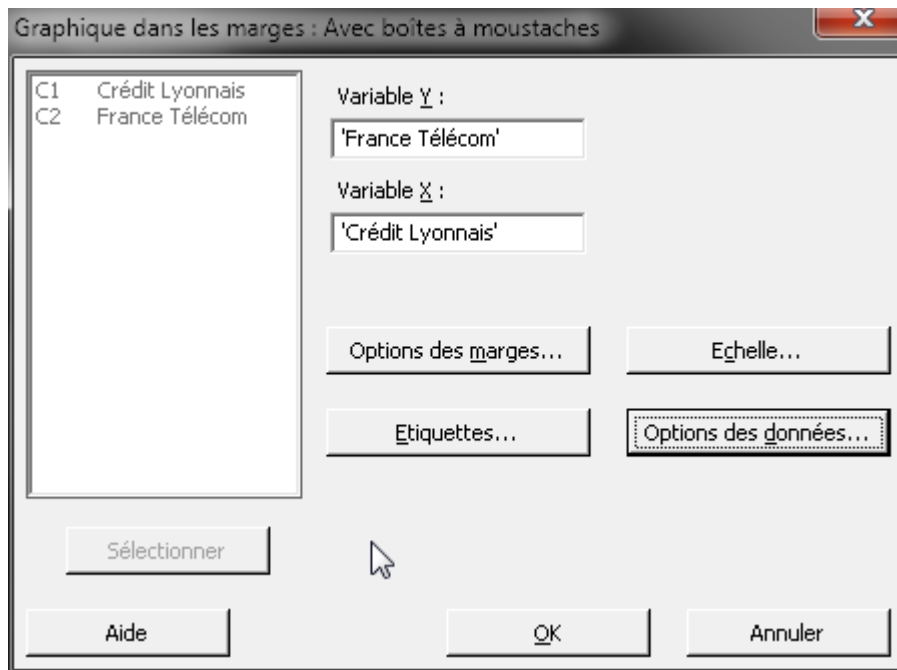 Graphique dans les marges : Avec boîtes à moustaches
C1 Crédit Lyonnais
C2 France Télécom
Variable Y :
'France Télécom'
Variable X :
'Crédit Lyonnais'
Options des marges...
Echelle...
Etiquettes...
Options des données...
Sélectionner
Aide
OK
Annuler